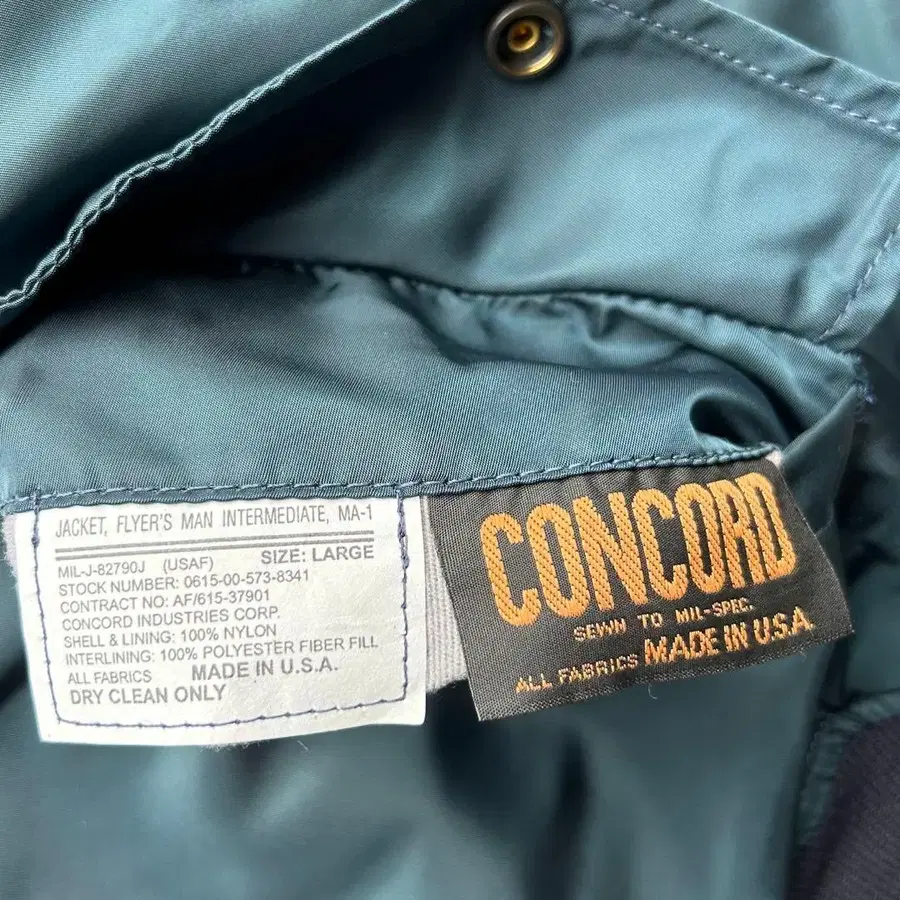 JACKET, FLYER'S MAN INTERMEDIATE, MA-1
SIZE: LARGE
MIL-J-82790J (USAF)
STOCK NUMBER: 0615-00-573-8341
CONTRACT NO: AF/615-37901
CONCORD INDUSTRIES CORP.
SHELL & LINING: 100% NYLON
INTERLINING: 100% POLYESTER FIBER FILL
ALL FABRICS MADE IN U.S.A.
DRY CLEAN ONLY
CONCORD
SEWN TO MIL-SPEC.
ALL FABRICS MADE IN U.S.A